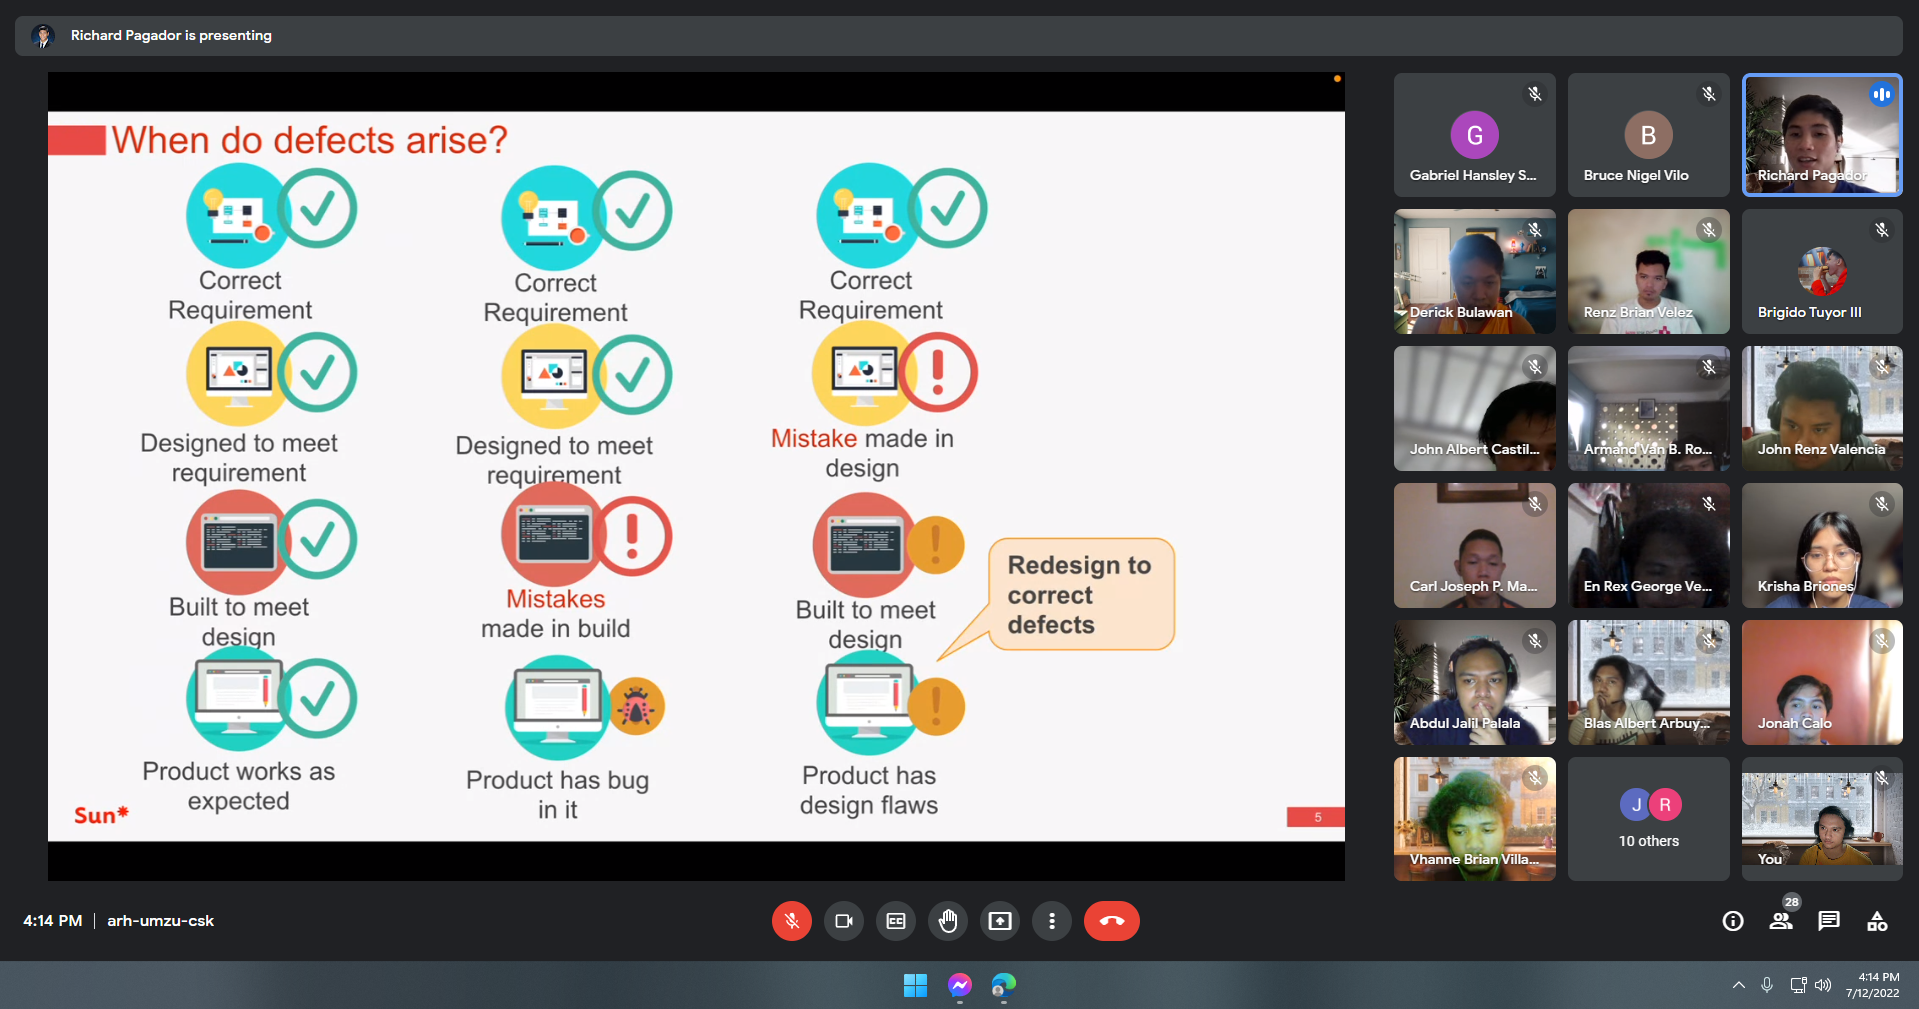 Richard Pagador is presenting
When do defects arise?
Correct
Requirement
Designed to meet
requirement
Built to meet
design
Product works as
expected
Correct
Requirement
Designed to meet
requirement
Mistakes
made in build
Product has bug
in it
Correct
Requirement
Mistake made in
design
Built to meet
design
Product has
design flaws
Redesign to
correct
defects
Sun*
5
G
Gabriel Hansley S...
B
Bruce Nigel Vilo
Richard Pagador
Derick Bulawan
Renz Brian Velez
Brigido Tuyor III
John Albert Castil...
Armand Van B. Ro...
John Renz Valencia
Carl Joseph P. Ma...
En Rex George Ve...
Krisha Briones
Abdul Jalil Palala
Blas Albert Arbuy...
Jonah Calo
Vhanne Brian Villa...
J R
10 others
You
4:14 PM | arh-umzu-csk
CC
28
4:14 PM
7/12/2022